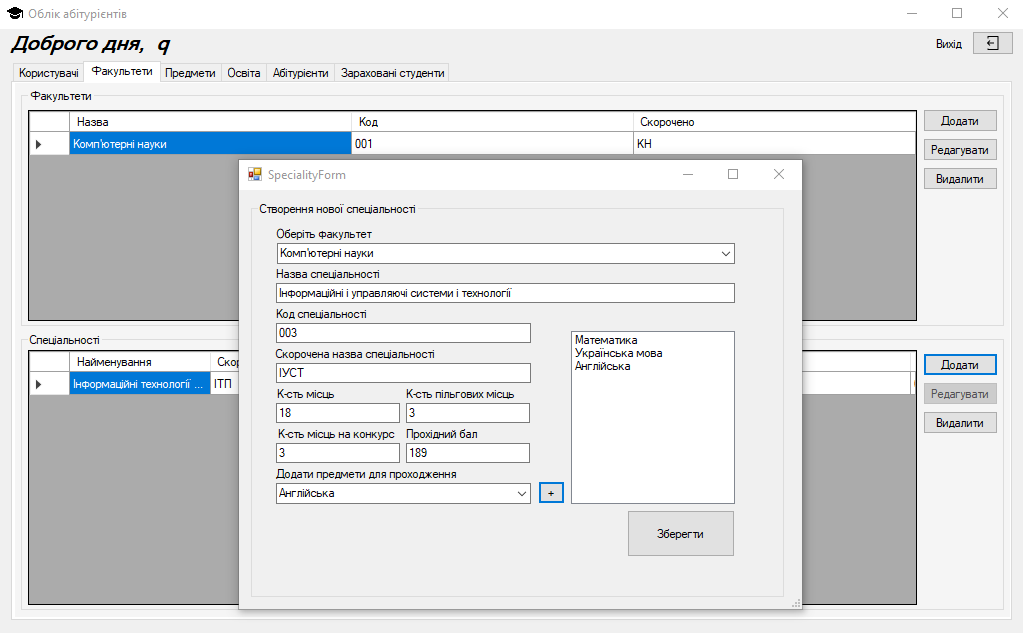 Облік абітурієнтів
Доброго дня, q
Вихід
Користувачі Факультети Предмети Освіта Абітурієнти Зараховані студенти
Факультети
Назва Код Скорочено
Комп'ютерні науки 001 КН
Додати
Редагувати
Видалити
SpecialityForm
Створення нової спеціальності
Оберіть факультет
Комп'ютерні науки
Назва спеціальності
Інформаційні і управляючі системи і технології
Код спеціальності
003
Скорочена назва спеціальності
ІУСТ
К-сть місць К-сть пільгових місць
18 3
К-сть місць на конкурс Прохідний бал
3 189
Додати предмети для проходження
Англійська +
Математика
Українська мова
Англійська
Зберегти
Спеціальності
Найменування Ско
Інформаційні технології ... ІТП
Додати
Редагувати
Видалити